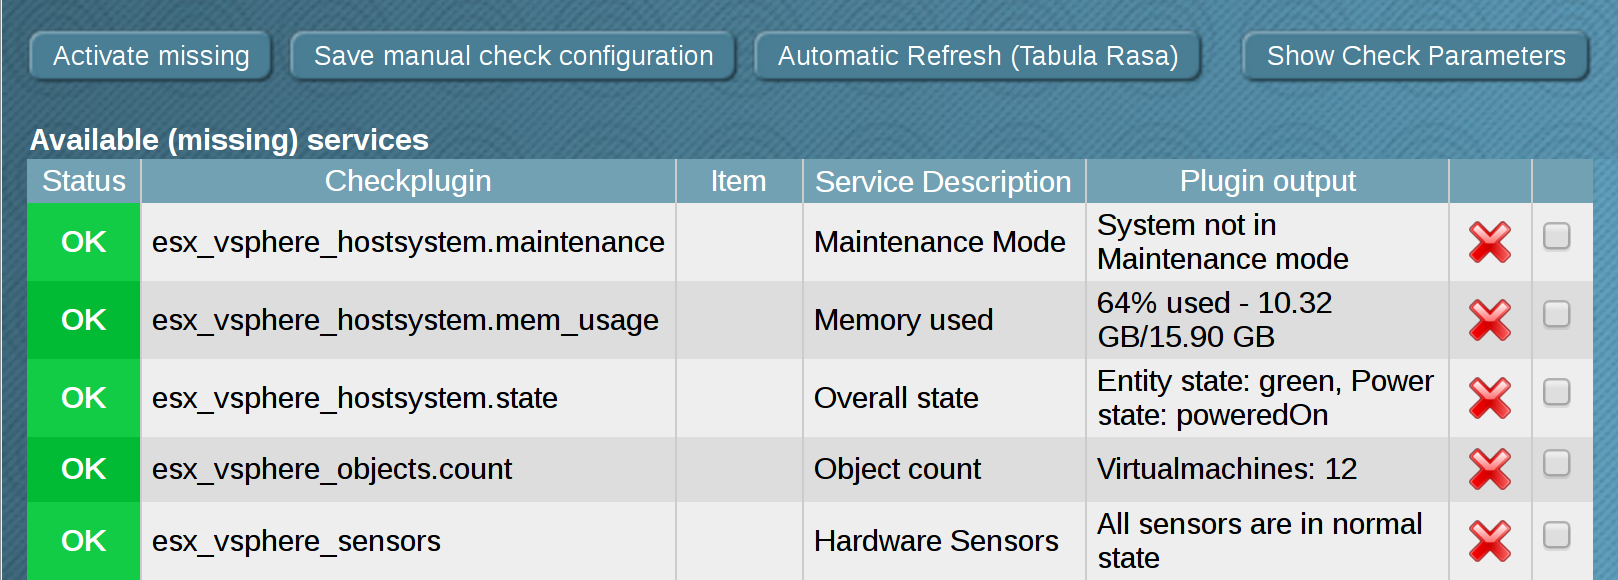 Activate missing Save manual check configuration Automatic Refresh (Tabula Rasa) Show Check Parameters
Available (missing) services
Status Checkplugin Item Service Description Plugin output
OK esx_vsphere_hostsystem.maintenance Maintenance Mode System not in
Maintenance mode
OK esx_vsphere_hostsystem.mem_usage Memory used 64% used - 10.32
GB/15.90 GB
OK esx_vsphere_hostsystem.state Overall state Entity state: green, Power
state: poweredOn
OK esx_vsphere_objects.count Object count Virtualmachines: 12
OK esx_vsphere_sensors Hardware Sensors All sensors are in normal
state